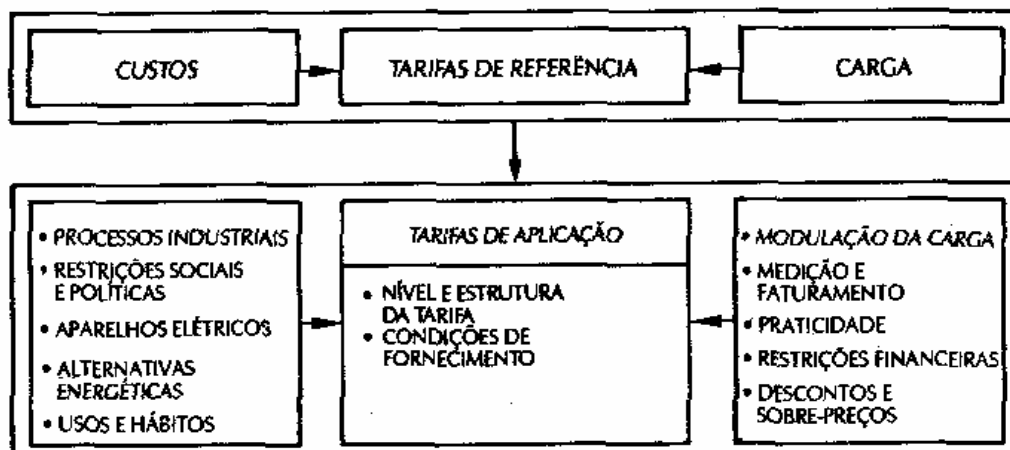 CUSTOS
TARIFAS DE REFERÊNCIA
CARGA
• PROCESSOS INDUSTRIAIS
• RESTRIÇÕES SOCIAIS
E POLÍTICAS
• APARELHOS ELÉTRICOS
• ALTERNATIVAS
ENERGÉTICAS
• USOS E HÁBITOS
TARIFAS DE APLICAÇÃO
• NÍVEL E ESTRUTURA
DA TARIFA
• CONDIÇÕES DE
FORNECIMENTO
• MODULAÇÃO DA CARGA
• MEDIÇÃO E
FATURAMENTO
• PRATICIDADE
• RESTRIÇÕES FINANCEIRAS
• DESCONTOS E
SOBRE-PREÇOS